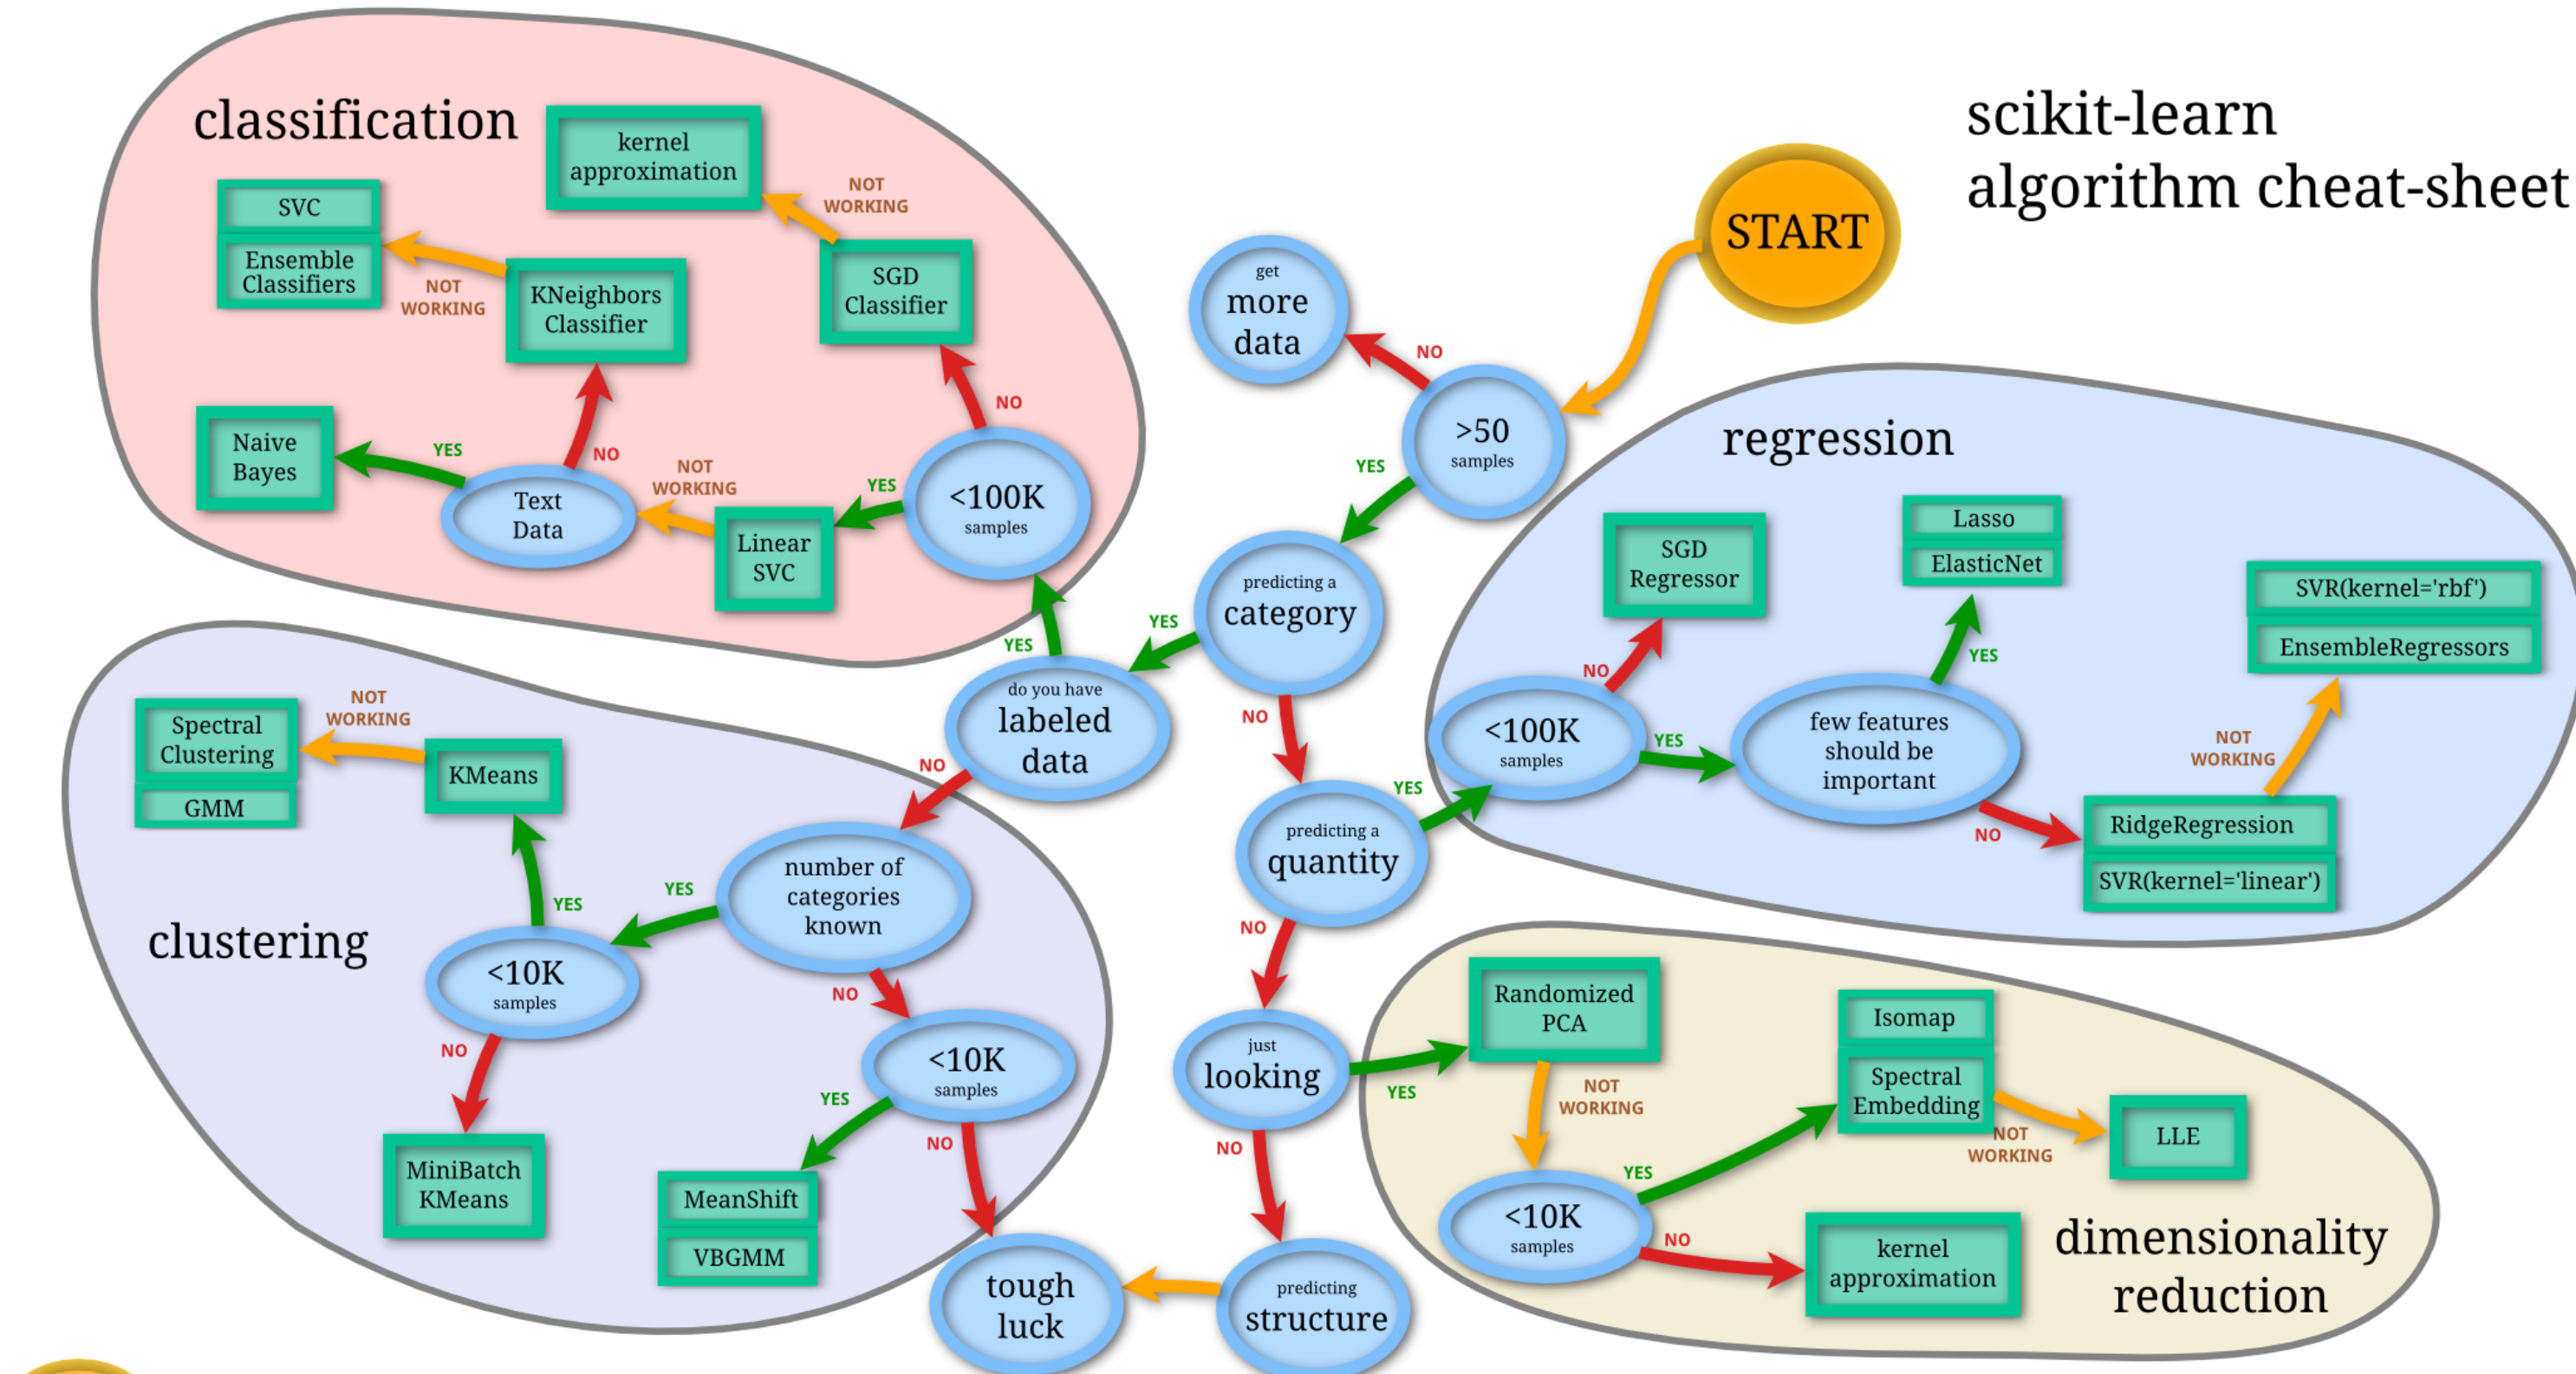 scikit-learn
algorithm cheat-sheet
START
>50
samples
NO
get
more
data
YES
predicting a
category
YES
do you have
labeled
data
YES
NO
NO
predicting a
quantity
YES
NO
just
looking
YES
NO
predicting
structure
tough
luck
classification
kernel
approximation
NOT
WORKING
SVC
Ensemble
Classifiers
NOT
WORKING
KNeighbors
Classifier
SGD
Classifier
NO
Naive
Bayes
YES
NO
Text
Data
NOT
WORKING
Linear
SVC
YES
<100K
samples
regression
SGD
Regressor
Lasso
ElasticNet
SVR(kernel='rbf')
EnsembleRegressors
NO
YES
<100K
samples
YES
few features
should be
important
NOT
WORKING
NO
RidgeRegression
SVR(kernel='linear')
clustering
Spectral
Clustering
GMM
NOT
WORKING
KMeans
number of
categories
known
YES
YES
<10K
samples
NO
NO
<10K
samples
YES
NO
MiniBatch
KMeans
MeanShift
VBGMM
dimensionality
reduction
Randomized
PCA
NOT
WORKING
Isomap
Spectral
Embedding
NOT
WORKING
LLE
YES
<10K
samples
NO
kernel
approximation